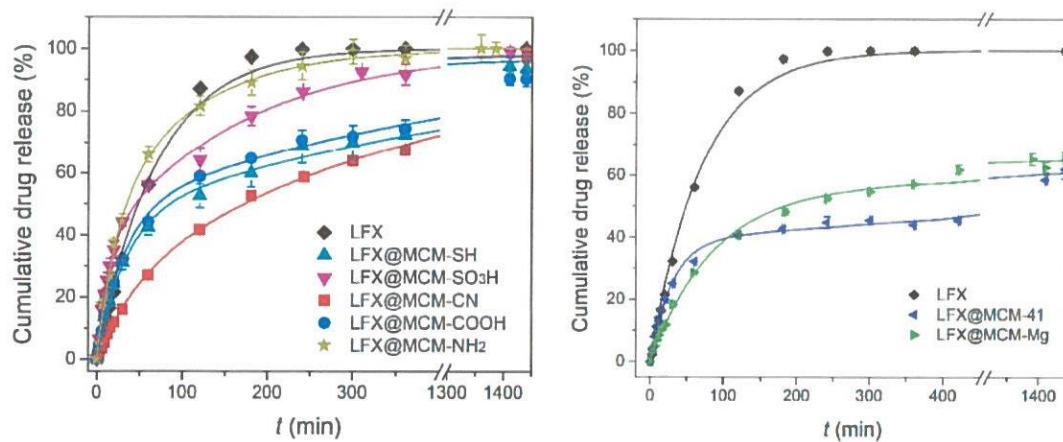 Cumulative drug release (%)
100
80
60
40
20
0
LFX
LFX@MCM-SH
LFX@MCM-SO3H
LFX@MCM-CN
LFX@MCM-COOH
LFX@MCM-NH2
0 100 200 300 1300 1400
t (min)
Cumulative drug release (%)
100
80
60
40
20
0
LFX
LFX@MCM-41
LFX@MCM-Mg
0 100 200 300 400 1400
t (min)